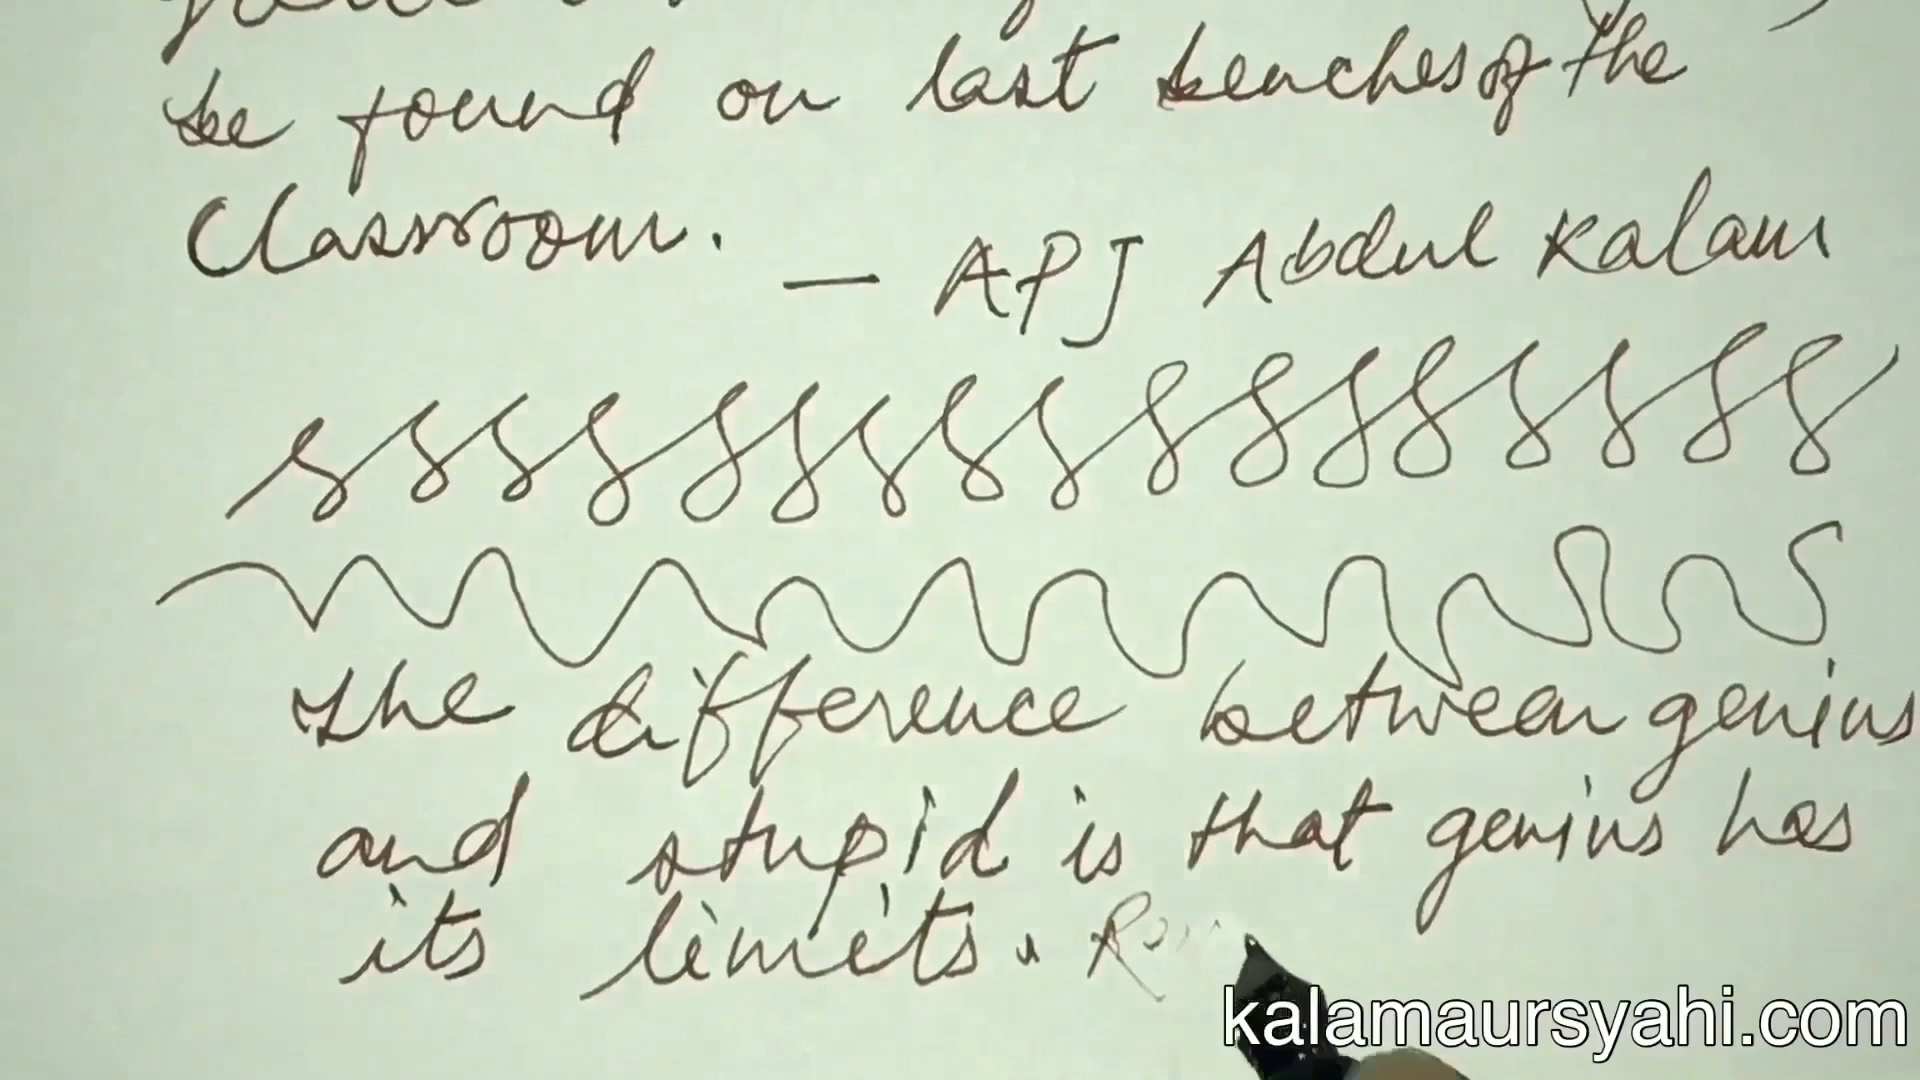 be found on last benches of the
Classroom.
— APJ Abdul Kalam
the difference between genius
and stupid is that genius has
its limits.
kalamaursyahi.com